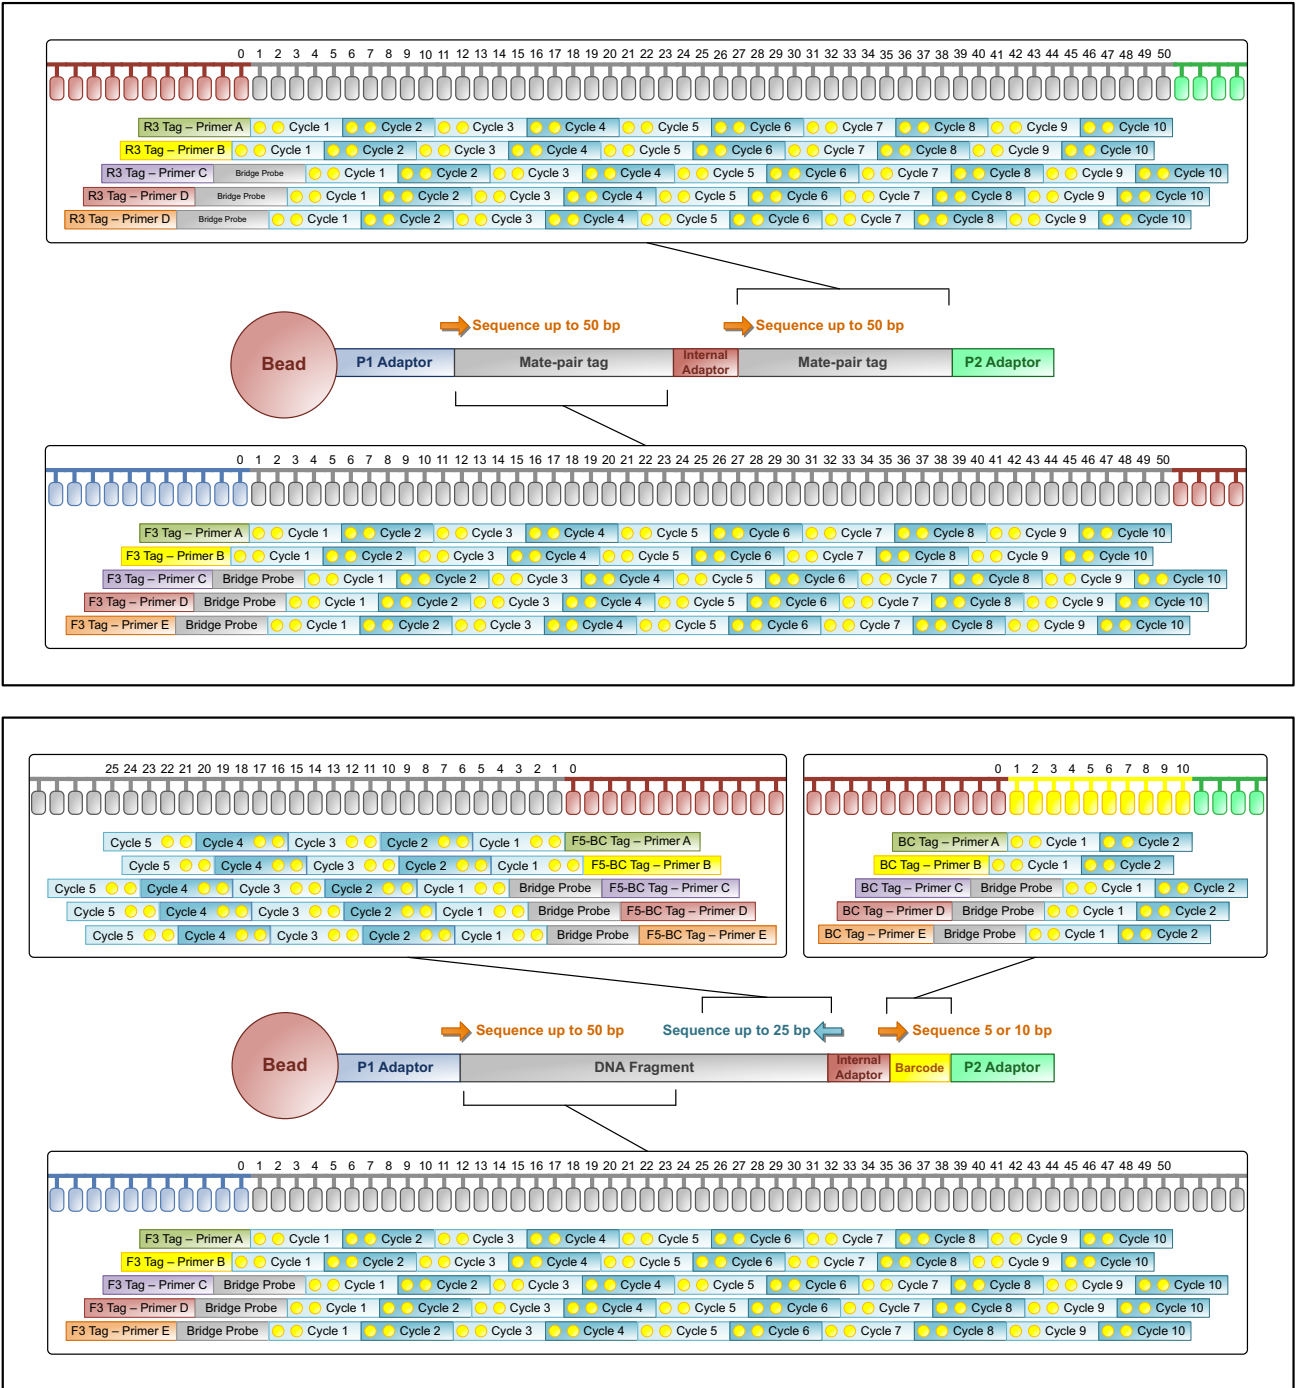 0 1 2 3 4 5 6 7 8 9 10 11 12 13 14 15 16 17 18 19 20 21 22 23 24 25 26 27 28 29 30 31 32 33 34 35 36 37 38 39 40 41 42 43 44 45 46 47 48 49 50
R3 Tag – Primer A Cycle 1 Cycle 2 Cycle 3 Cycle 4 Cycle 5 Cycle 6 Cycle 7 Cycle 8 Cycle 9 Cycle 10
R3 Tag – Primer B Cycle 1 Cycle 2 Cycle 3 Cycle 4 Cycle 5 Cycle 6 Cycle 7 Cycle 8 Cycle 9 Cycle 10
R3 Tag – Primer C Bridge Probe Cycle 1 Cycle 2 Cycle 3 Cycle 4 Cycle 5 Cycle 6 Cycle 7 Cycle 8 Cycle 9 Cycle 10
R3 Tag – Primer D Bridge Probe Cycle 1 Cycle 2 Cycle 3 Cycle 4 Cycle 5 Cycle 6 Cycle 7 Cycle 8 Cycle 9 Cycle 10
R3 Tag – Primer D Bridge Probe Cycle 1 Cycle 2 Cycle 3 Cycle 4 Cycle 5 Cycle 6 Cycle 7 Cycle 8 Cycle 9 Cycle 10
Sequence up to 50 bp Sequence up to 50 bp
Bead P1 Adaptor Mate-pair tag Internal Adaptor Mate-pair tag P2 Adaptor
0 1 2 3 4 5 6 7 8 9 10 11 12 13 14 15 16 17 18 19 20 21 22 23 24 25 26 27 28 29 30 31 32 33 34 35 36 37 38 39 40 41 42 43 44 45 46 47 48 49 50
F3 Tag – Primer A Cycle 1 Cycle 2 Cycle 3 Cycle 4 Cycle 5 Cycle 6 Cycle 7 Cycle 8 Cycle 9 Cycle 10
F3 Tag – Primer B Cycle 1 Cycle 2 Cycle 3 Cycle 4 Cycle 5 Cycle 6 Cycle 7 Cycle 8 Cycle 9 Cycle 10
F3 Tag – Primer C Bridge Probe Cycle 1 Cycle 2 Cycle 3 Cycle 4 Cycle 5 Cycle 6 Cycle 7 Cycle 8 Cycle 9 Cycle 10
F3 Tag – Primer D Bridge Probe Cycle 1 Cycle 2 Cycle 3 Cycle 4 Cycle 5 Cycle 6 Cycle 7 Cycle 8 Cycle 9 Cycle 10
F3 Tag – Primer E Bridge Probe Cycle 1 Cycle 2 Cycle 3 Cycle 4 Cycle 5 Cycle 6 Cycle 7 Cycle 8 Cycle 9 Cycle 10
25 24 23 22 21 20 19 18 17 16 15 14 13 12 11 10 9 8 7 6 5 4 3 2 1 0
Cycle 5 Cycle 4 Cycle 3 Cycle 2 Cycle 1 F5-BC Tag – Primer A
Cycle 5 Cycle 4 Cycle 3 Cycle 2 Cycle 1 F5-BC Tag – Primer B
Cycle 5 Cycle 4 Cycle 3 Cycle 2 Cycle 1 Bridge Probe F5-BC Tag – Primer C
Cycle 5 Cycle 4 Cycle 3 Cycle 2 Cycle 1 Bridge Probe F5-BC Tag – Primer D
Cycle 5 Cycle 4 Cycle 3 Cycle 2 Cycle 1 Bridge Probe F5-BC Tag – Primer E
0 1 2 3 4 5 6 7 8 9 10
BC Tag – Primer A Cycle 1 Cycle 2
BC Tag – Primer B Cycle 1 Cycle 2
BC Tag – Primer C Bridge Probe Cycle 1 Cycle 2
BC Tag – Primer D Bridge Probe Cycle 1 Cycle 2
BC Tag – Primer E Bridge Probe Cycle 1 Cycle 2
Sequence up to 50 bp Sequence up to 25 bp Sequence 5 or 10 bp
Bead P1 Adaptor DNA Fragment Internal Adaptor Barcode P2 Adaptor
0 1 2 3 4 5 6 7 8 9 10 11 12 13 14 15 16 17 18 19 20 21 22 23 24 25 26 27 28 29 30 31 32 33 34 35 36 37 38 39 40 41 42 43 44 45 46 47 48 49 50
F3 Tag – Primer A Cycle 1 Cycle 2 Cycle 3 Cycle 4 Cycle 5 Cycle 6 Cycle 7 Cycle 8 Cycle 9 Cycle 10
F3 Tag – Primer B Cycle 1 Cycle 2 Cycle 3 Cycle 4 Cycle 5 Cycle 6 Cycle 7 Cycle 8 Cycle 9 Cycle 10
F3 Tag – Primer C Bridge Probe Cycle 1 Cycle 2 Cycle 3 Cycle 4 Cycle 5 Cycle 6 Cycle 7 Cycle 8 Cycle 9 Cycle 10
F3 Tag – Primer D Bridge Probe Cycle 1 Cycle 2 Cycle 3 Cycle 4 Cycle 5 Cycle 6 Cycle 7 Cycle 8 Cycle 9 Cycle 10
F3 Tag – Primer E Bridge Probe Cycle 1 Cycle 2 Cycle 3 Cycle 4 Cycle 5 Cycle 6 Cycle 7 Cycle 8 Cycle 9 Cycle 10